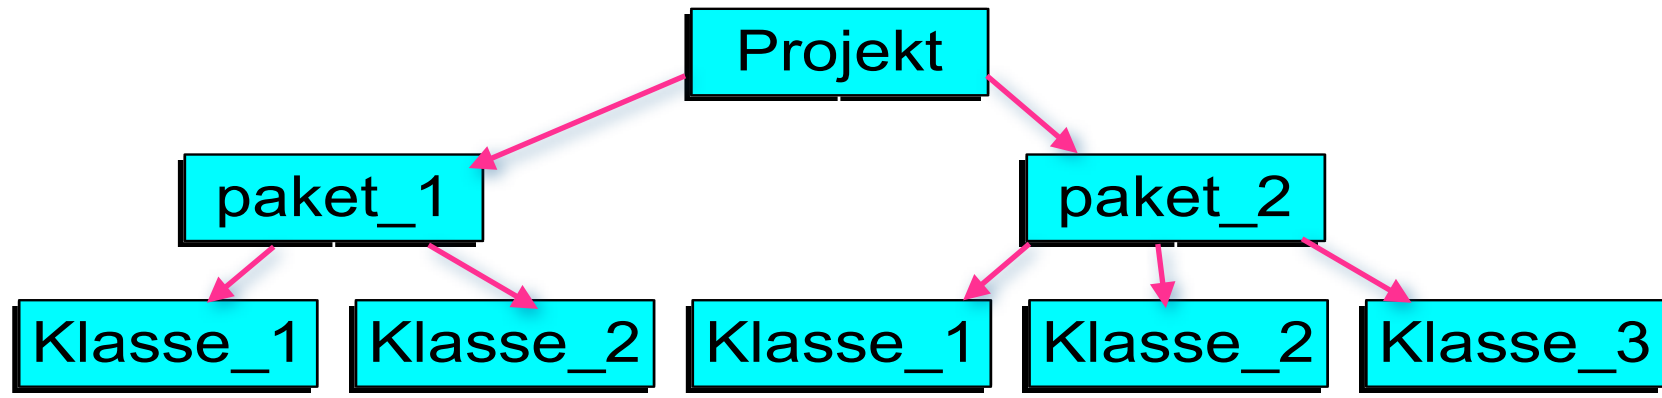 Projekt
paket_1
paket_2
Klasse_1
Klasse_2
Klasse_1
Klasse_2
Klasse_3